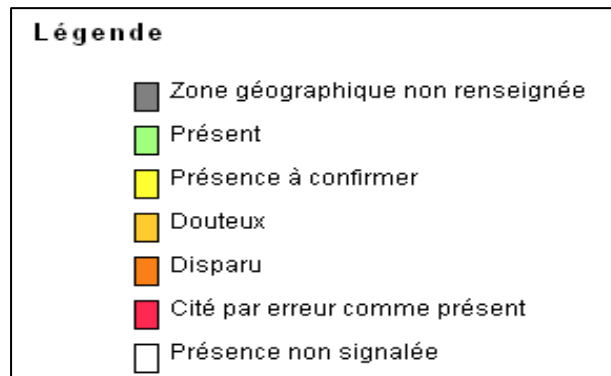 Légende
Zone géographique non renseignée
Présent
Présence à confirmer
Douteux
Disparu
Cité par erreur comme présent
Présence non signalée